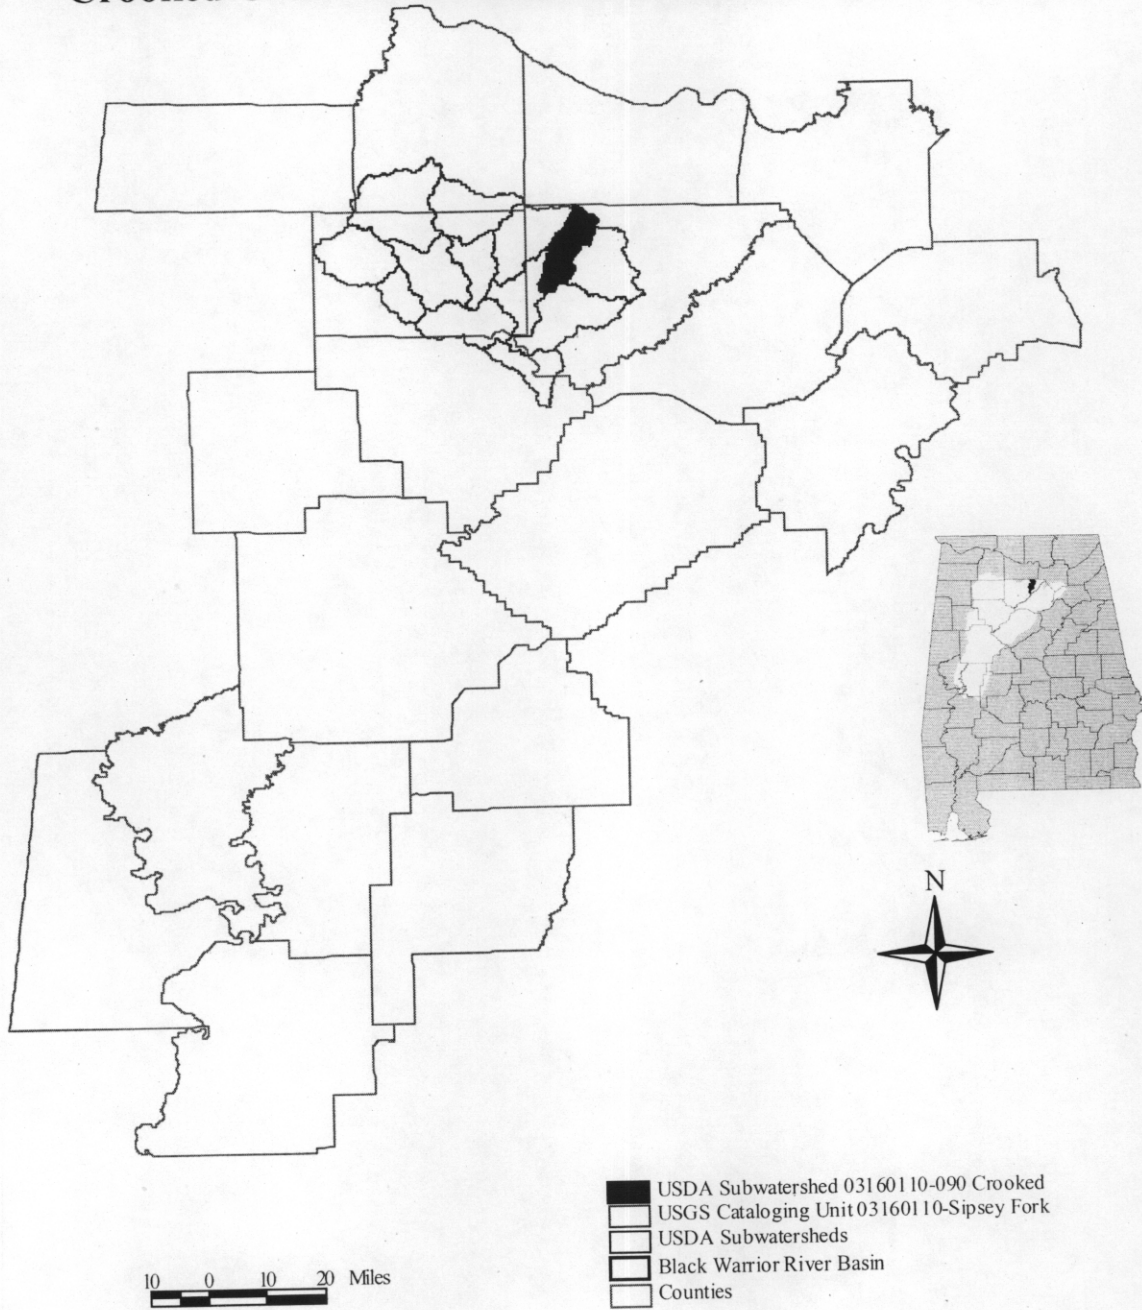 N
USDA Subwatershed 03160110-090 Crooked
USGS Cataloging Unit 03160110-Sipsey Fork
USDA Subwatersheds
Black Warrior River Basin
Counties
10 0 10 20 Miles